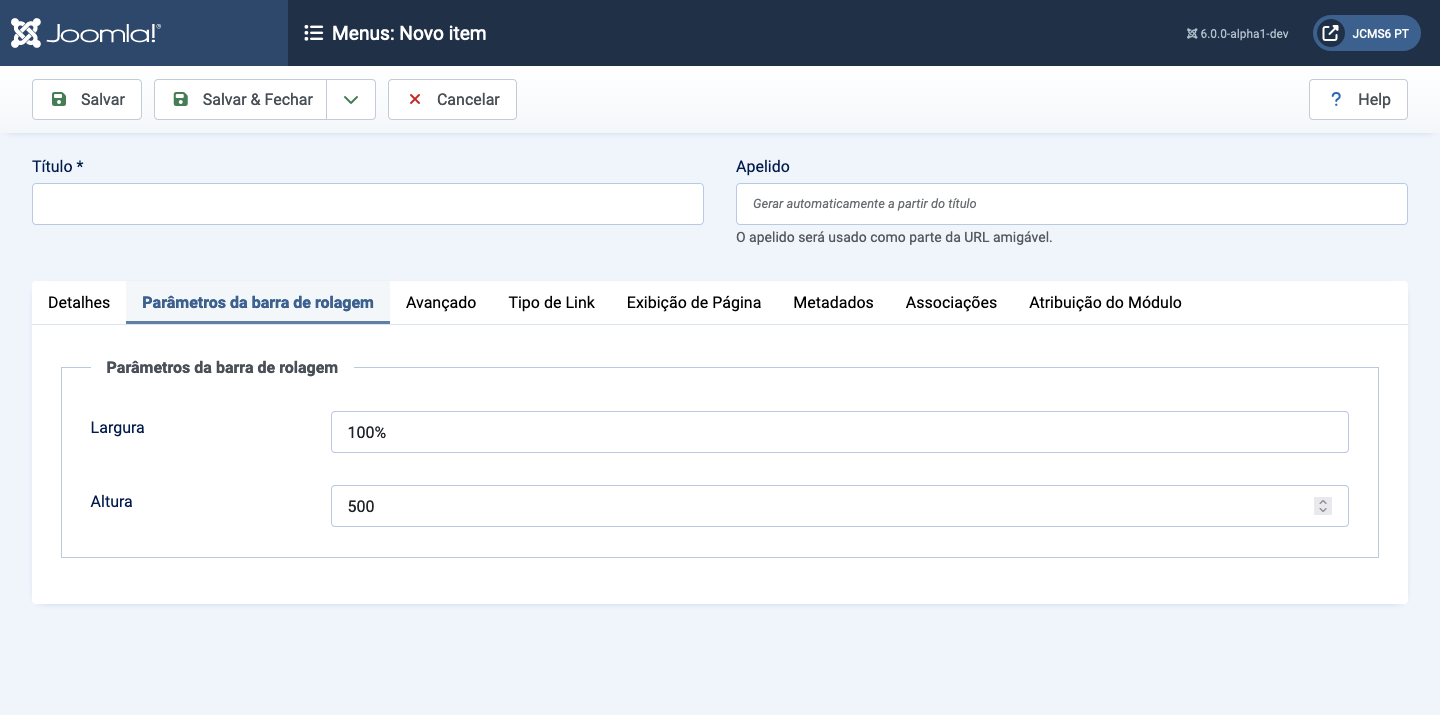 Joomla!®
Menus: Novo item
6.0.0-alpha1-dev
JCMS6 PT
Salvar
Salvar & Fechar
Cancelar
? Help
Título *
Apelido
Gerar automaticamente a partir do título
O apelido será usado como parte da URL amigável.
Detalhes Parâmetros da barra de rolagem Avançado Tipo de Link Exibição de Página Metadados Associações Atribuição do Módulo
Parâmetros da barra de rolagem
Largura
100%
Altura
500